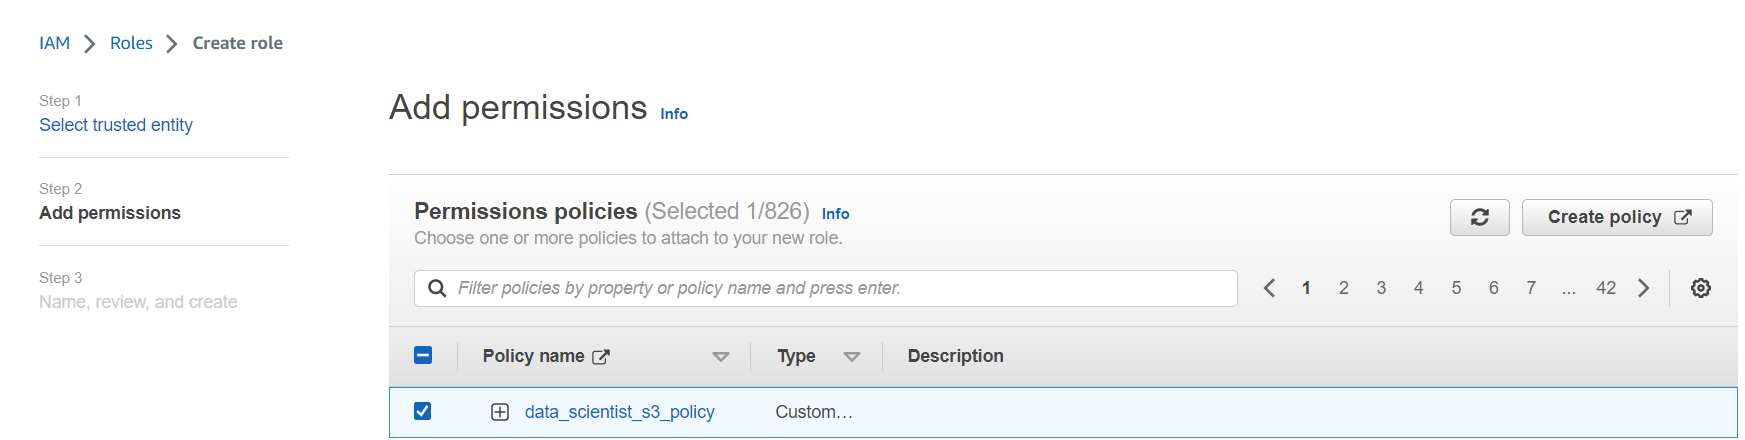 IAM > Roles > Create role
Step 1
Select trusted entity
Step 2
Add permissions
Step 3
Name, review, and create
Add permissions Info
Permissions policies (Selected 1/826) Info
Choose one or more policies to attach to your new role.
Create policy
Filter policies by property or policy name and press enter.
1 2 3 4 5 6 7 ... 42
Policy name Type Description
data_scientist_s3_policy Custom...